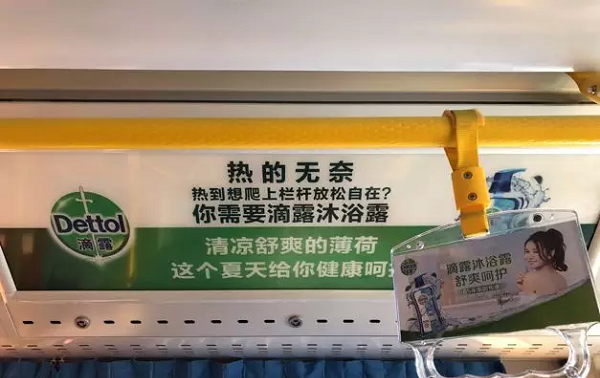 热的无奈
热到想爬上栏杆放松自在?
你需要滴露沐浴露
Dettol
滴露
清凉舒爽的薄荷
这个夏天给你健康呵
滴露沐浴露
舒爽呵护